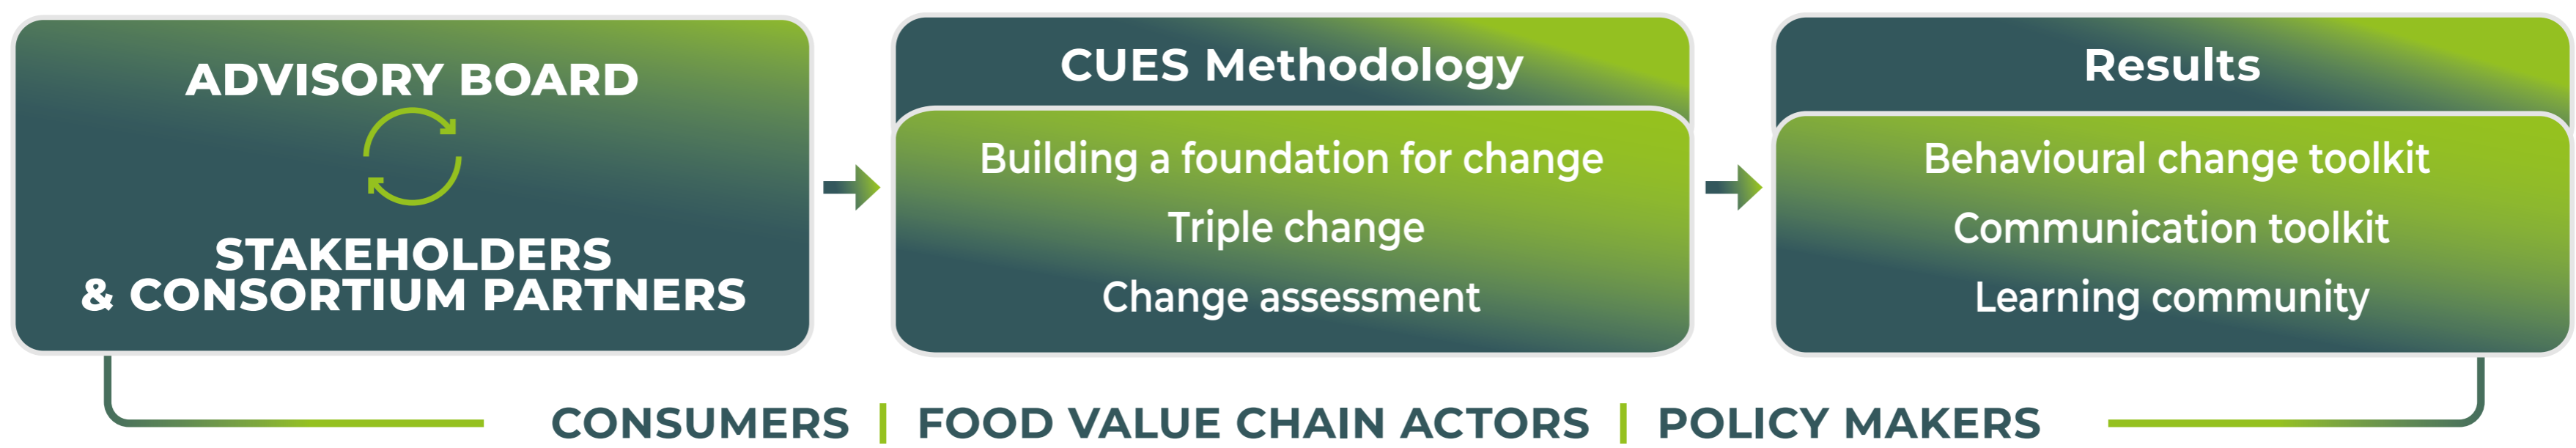 ADVISORY BOARD
STAKEHOLDERS
& CONSORTIUM PARTNERS
CUES Methodology
Building a foundation for change
Triple change
Change assessment
Results
Behavioural change toolkit
Communication toolkit
Learning community
CONSUMERS | FOOD VALUE CHAIN ACTORS | POLICY MAKERS